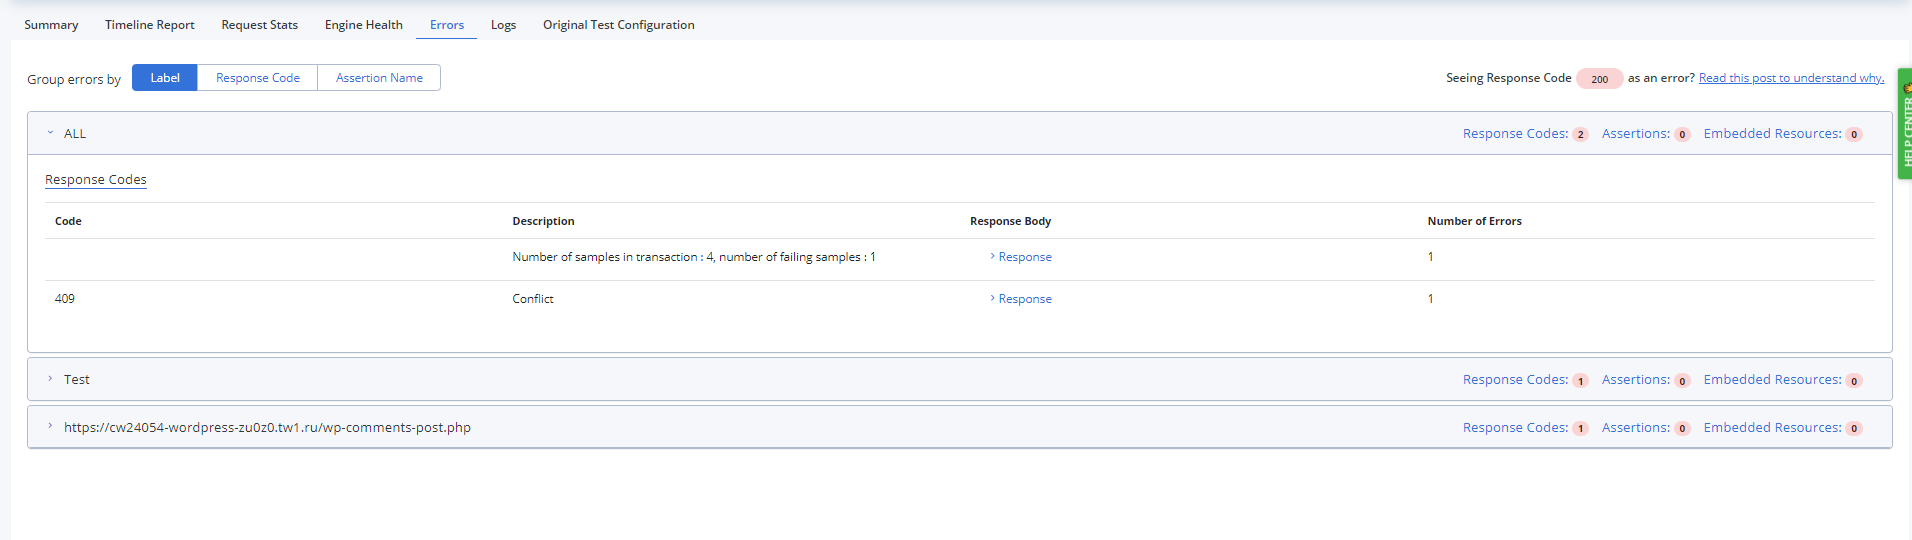 Summary Timeline Report Request Stats Engine Health Errors Logs Original Test Configuration
Group errors by Label Response Code Assertion Name Seeing Response Code 200 as an error? Read this post to understand why.
HELP CENTER
ALL Response Codes: 2 Assertions: 0 Embedded Resources: 0
Response Codes
Code Description Response Body Number of Errors
Number of samples in transaction : 4, number of failing samples : 1 Response 1
409 Conflict Response 1
Test Response Codes: 1 Assertions: 0 Embedded Resources: 0
https://cw24054-wordpress-zu0z0.tw1.ru/wp-comments-post.php Response Codes: 1 Assertions: 0 Embedded Resources: 0